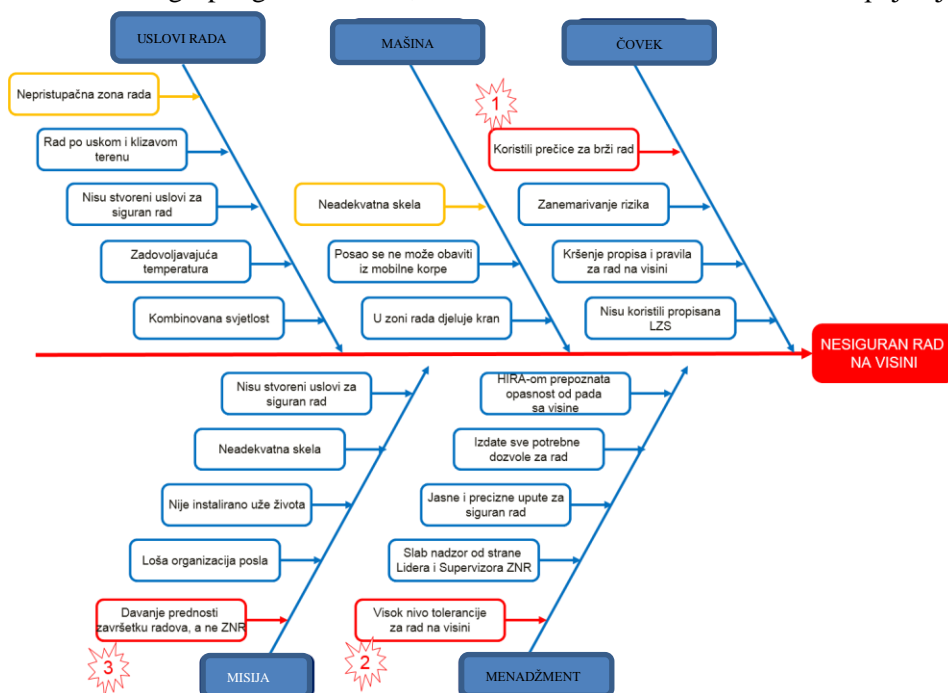 USLOVI RADA
MAŠINA
ČOVEK
Nepristupačna zona rada
Rad po uskom i klizavom
terenu
Nisu stvoreni uslovi za
siguran rad
Zadovoljavajuća
temperatura
Kombinovana svjetlost
Neadekvatna skela
Posao se ne može obaviti
iz mobilne korpe
U zoni rada djeluje kran
1
Koristili prečice za brži rad
Zanemarivanje rizika
Kršenje propisa i pravila
za rad na visini
Nisu koristili propisana
LZS
NESIGURAN RAD
NA VISINI
Nisu stvoreni uslovi za
siguran rad
Neadekvatna skela
Nije instalirano uže života
Loša organizacija posla
Davanje prednosti
završetku radova, a ne ZNR
3
HIRA-om prepoznata
opasnost od pada
sa visine
Izdate sve potrebne
dozvole za rad
Jasne i precizne upute za
siguran rad
Slab nadzor od strane
Lidera i Supervizora ZNR
Visok nivo tolerancije
za rad na visini
2
MISIJA
MENADŽMENT